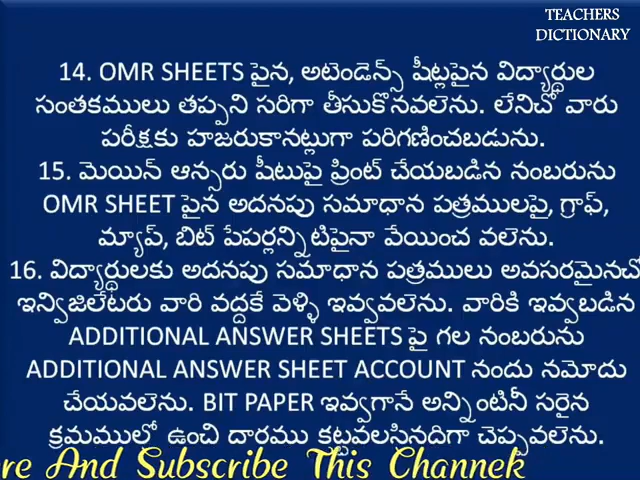 TEACHERS
DICTIONARY
14. OMR SHEETS పైన, అటెండెన్స్ షీట్లపైన విద్యార్థుల
సంతకములు తప్పని సరిగా తీసుకొనవలెను. లేనిచో వారు
పరీక్షకు హజరుకానట్లుగా పరిగణించబడును.
15. మెయిన్ ఆన్సరు షీటుపై ప్రింట్ చేయబడిన నంబరును
OMR SHEET పైన అదనపు సమాధాన పత్రములపై, గ్రాఫ్,
మ్యాప్, బిట్ పేపర్లన్నిటిపైనా వేయించ వలెను.
16. విద్యార్థులకు అదనపు సమాధాన పత్రములు అవసరమైనచో
ఇన్విజిలేటరు వారి వద్దకే వెళ్ళి ఇవ్వవలెను. వారికి ఇవ్వబడిన
ADDITIONAL ANSWER SHEETS పై గల నంబరును
ADDITIONAL ANSWER SHEET ACCOUNT నందు నమోదు
చేయవలెను. BIT PAPER ఇవ్వగానే అన్నింటినీ సరైన
క్రమములో ఉంచి దారము కట్టవలసినదిగా చెప్పవలెను.
re And Subscribe This Channek